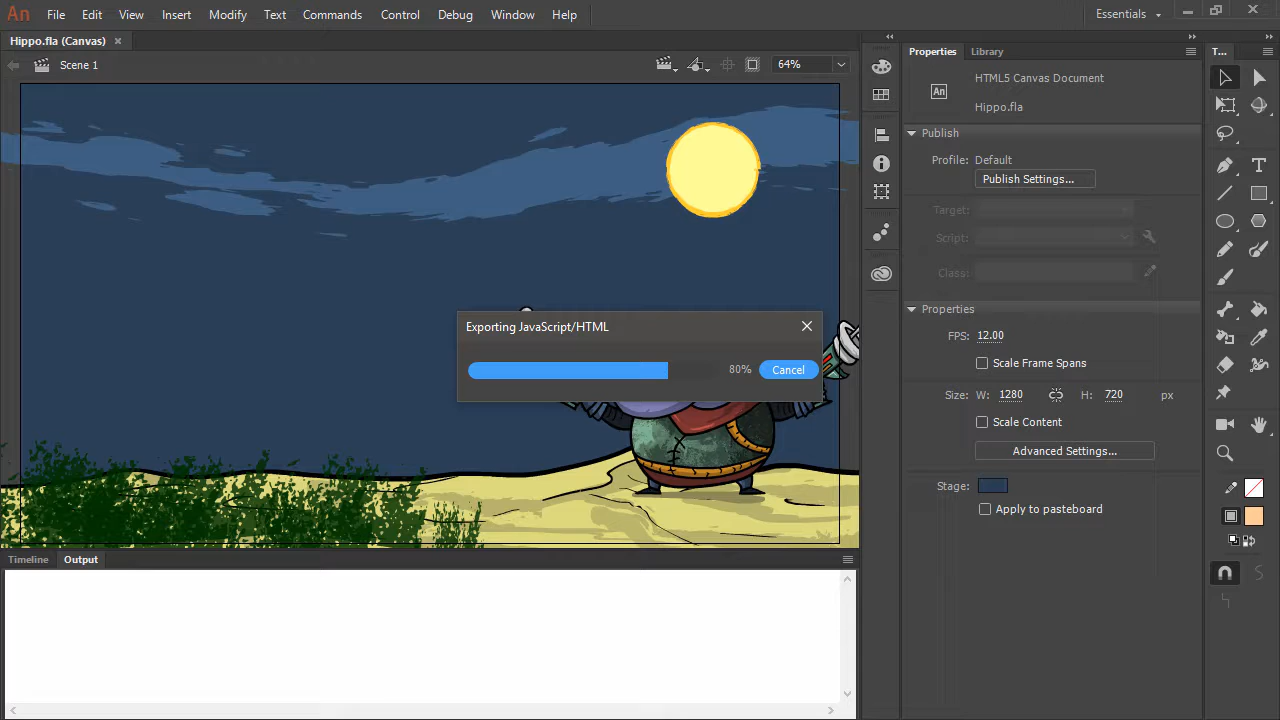 An File Edit View Insert Modify Text Commands Control Debug Window Help Essentials
Hippo.fla (Canvas)
Scene 1 64%
Exporting JavaScript/HTML
80% Cancel
Timeline Output
Properties Library
HTML5 Canvas Document
An
Hippo.fla
Publish
Profile: Default
Publish Settings...
Target:
Script:
Class:
Properties
FPS: 12.00
Scale Frame Spans
Size: W: 1280 H: 720 px
Scale Content
Advanced Settings...
Stage:
Apply to pasteboard
T...